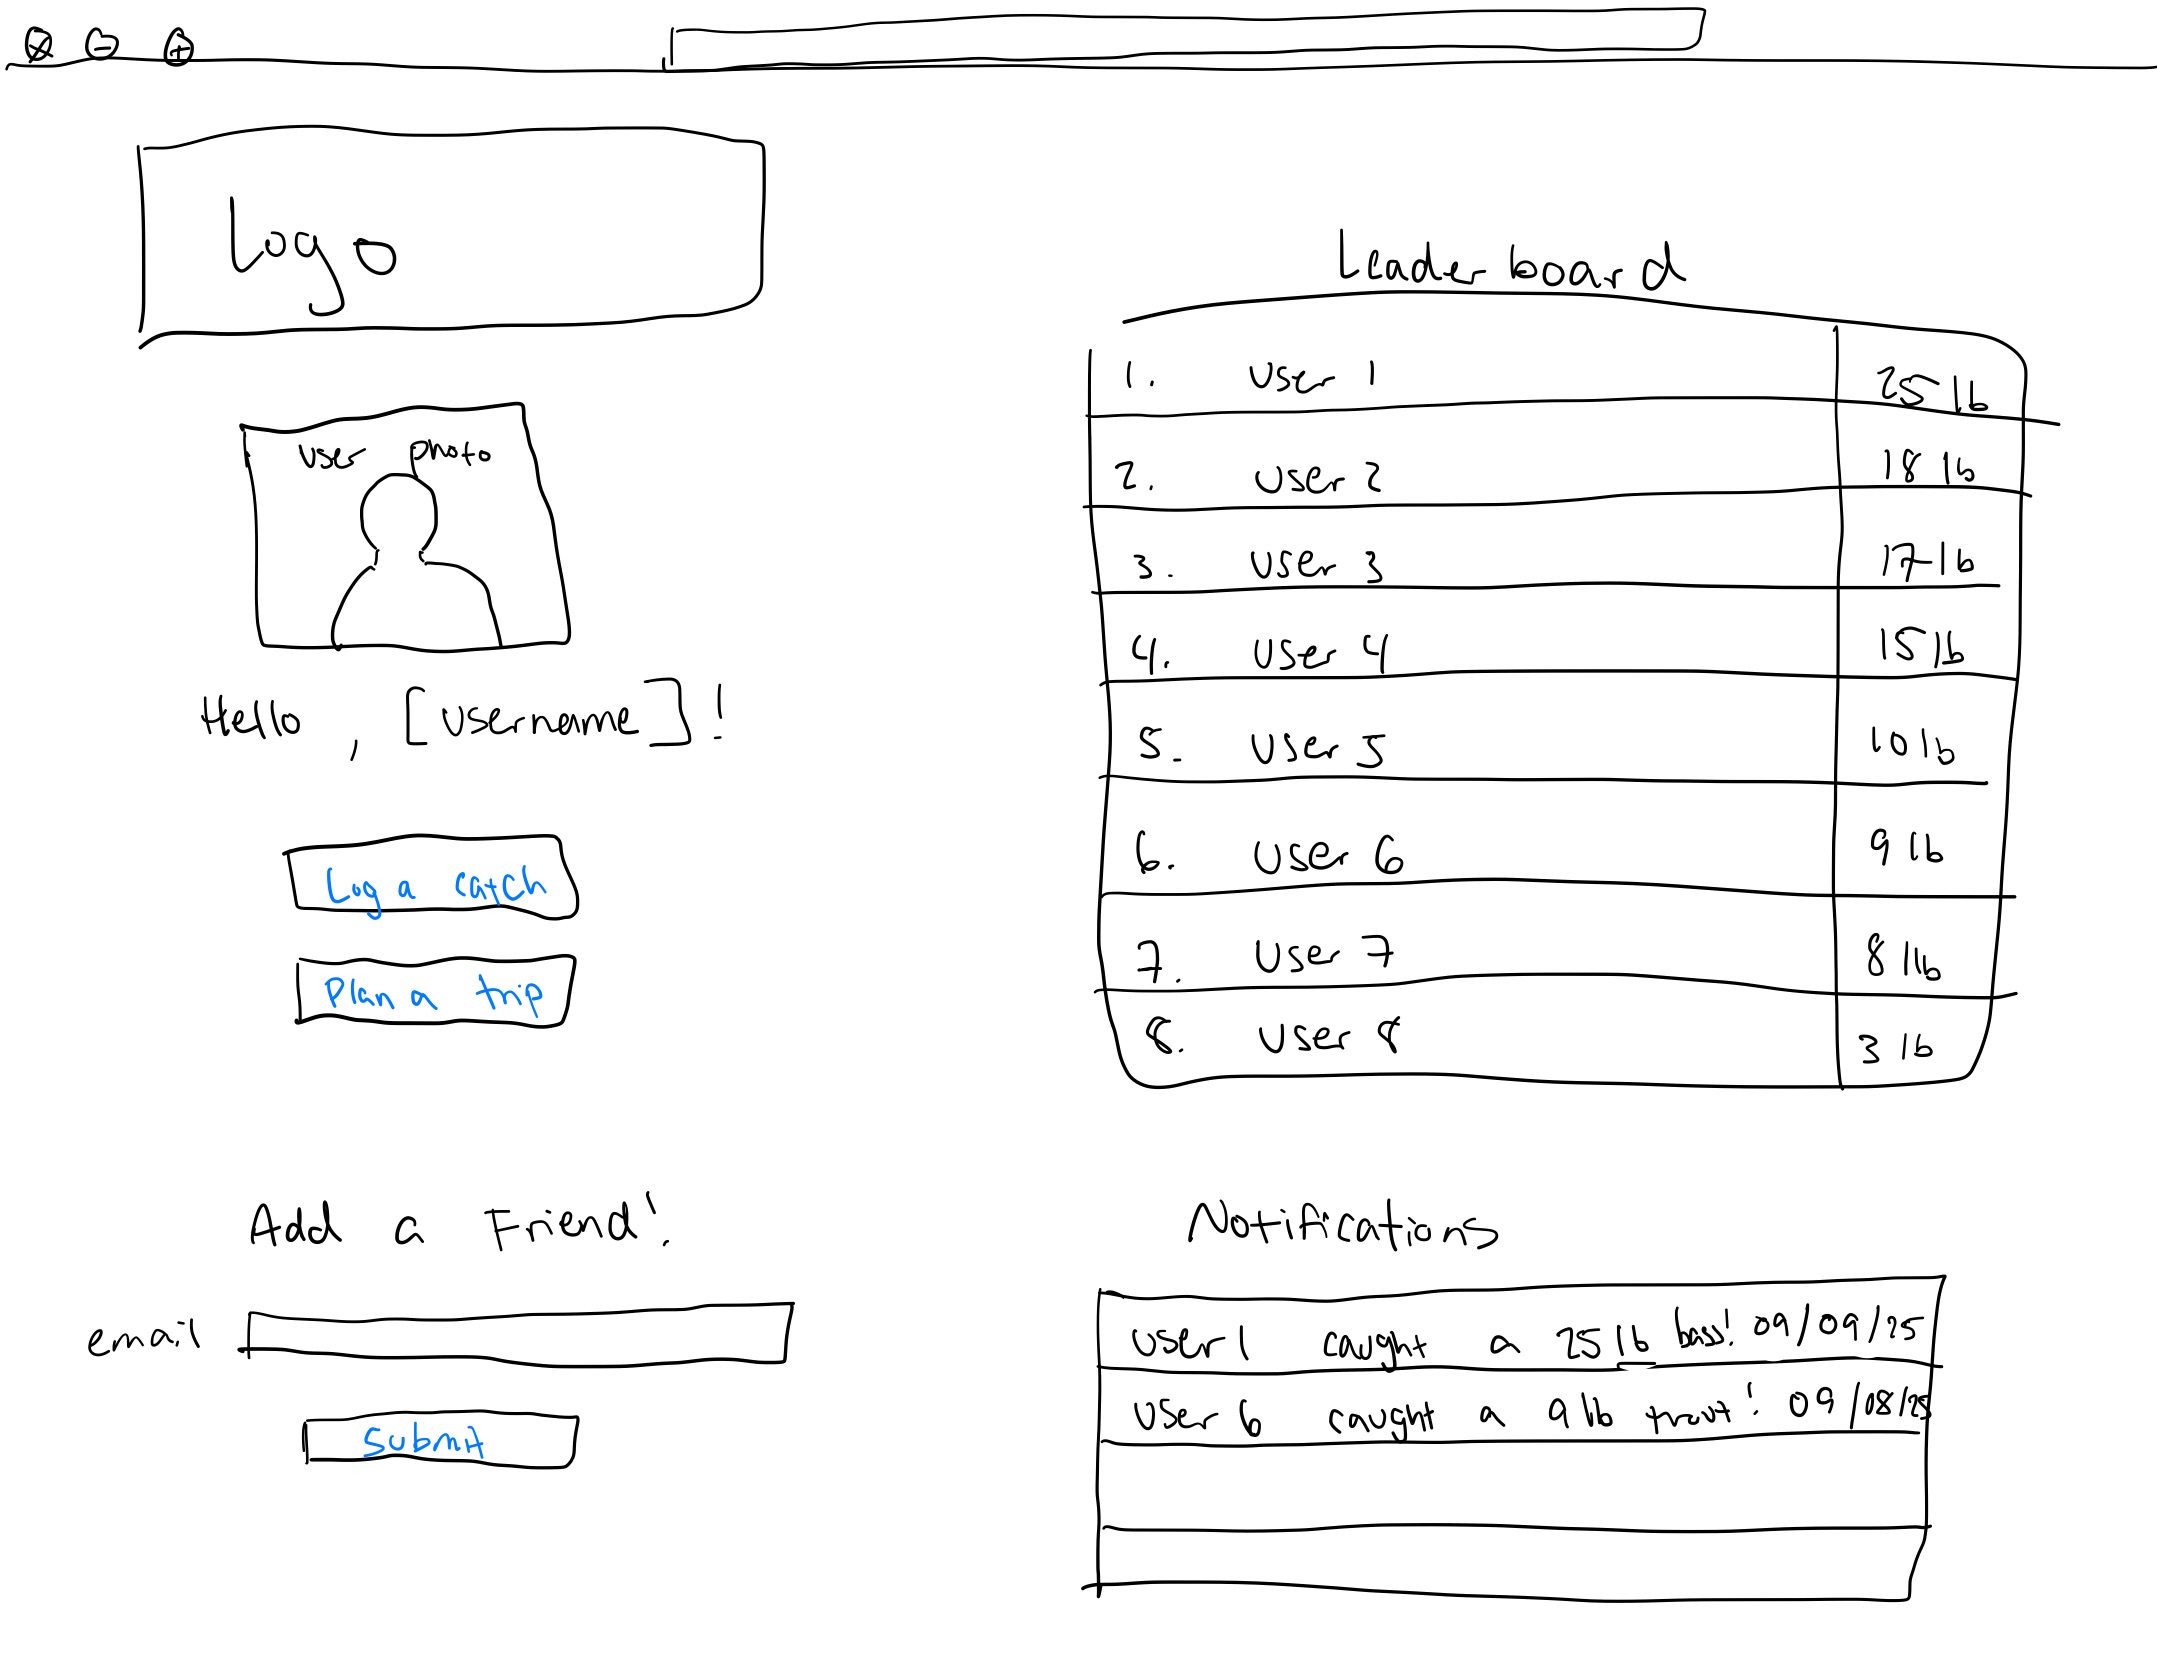 Logo
user photo
Hello, [Username]!
Log a catch
Plan a trip
Leaderboard
1. User 1 25 lb
2. User 2 18 lb
3. User 3 17 lb
4. User 4 15 lb
5. User 5 10 lb
6. User 6 9 lb
7. User 7 8 lb
8. User 8 3 lb
Add a Friend!
email
Submit
Notifications
User 1 caught a 25 lb bass! 09/09/25
User 6 caught a 9 lb trout! 09/08/25